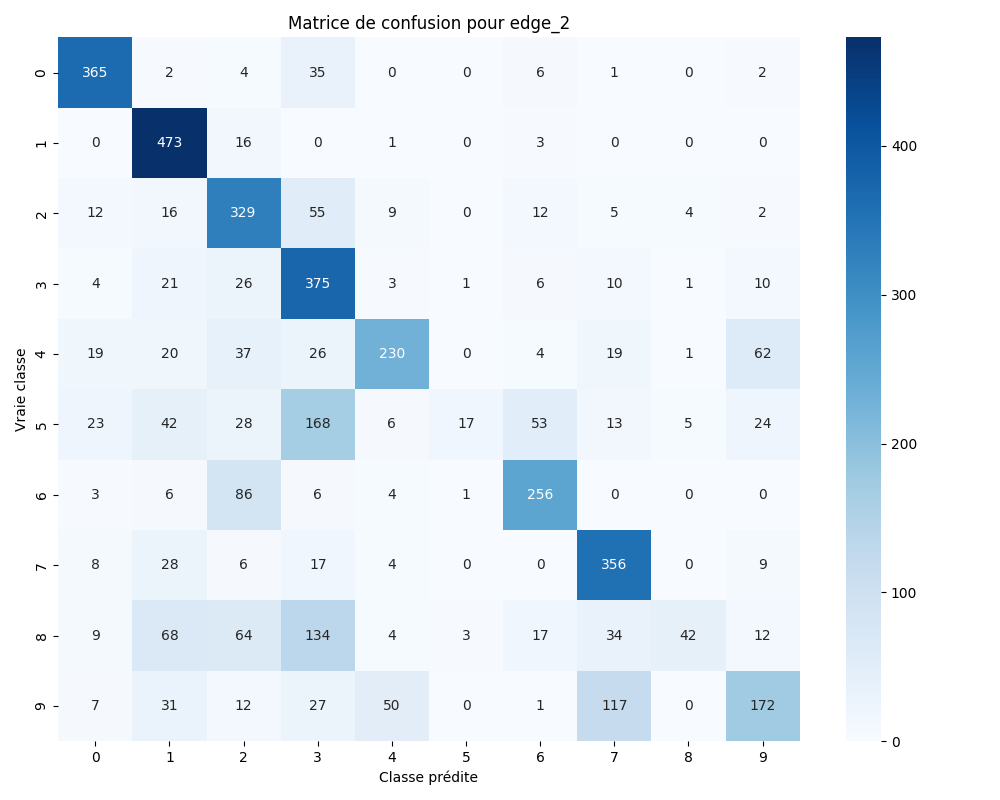 Matrice de confusion pour edge_2
0 365 2 4 35 0 0 6 1 0 2
1 0 473 16 0 1 3 0 0 0
2 12 16 329 55 9 0 12 5 4 2
3 4 21 26 375 3 1 6 10 1 10
4 19 20 37 26 230 0 4 19 1 62
5 23 42 28 168 6 17 53 13 5 24
6 3 6 86 6 4 1 256 0 0 0
7 8 28 6 17 4 0 0 356 0 9
8 9 68 64 134 4 3 17 34 42 12
9 7 31 12 27 50 0 1 117 0 172
0 1 2 3 4 5 6 7 8 9
Vraie classe
Classe prédite
400
300
200
100
0